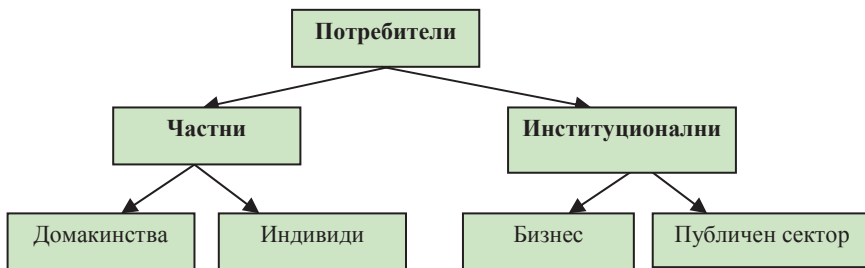 Потребители
Частни
Институционални
Домакинства
Индивиди
Бизнес
Публичен сектор